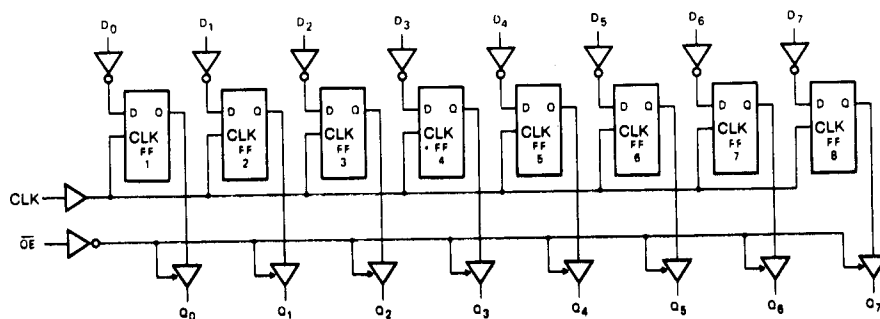 D0 D1 D2 D3 D4 D5 D6 D7
D Q D Q D Q D Q D Q D Q D Q D Q
CLK CLK CLK CLK CLK CLK CLK CLK
FF FF FF FF FF FF FF FF
1 2 3 4 5 6 7 8
CLK
OE
Q0 Q1 Q2 Q3 Q4 Q5 Q6 Q7